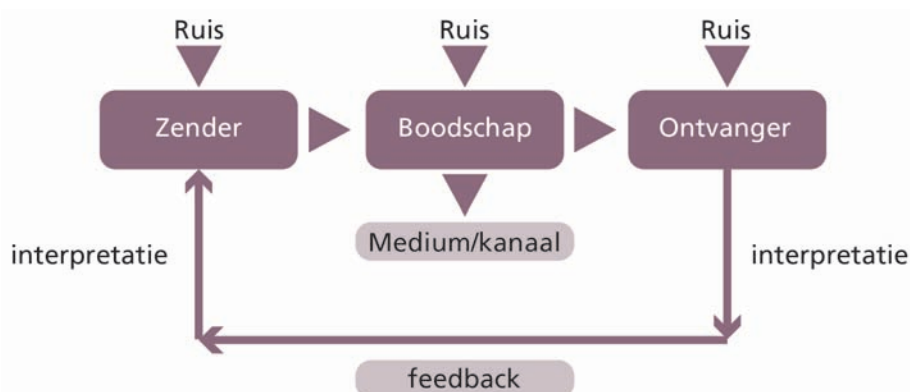 Ruis
Ruis
Ruis
Zender
Boodschap
Ontvanger
Medium/kanaal
interpretatie
interpretatie
feedback